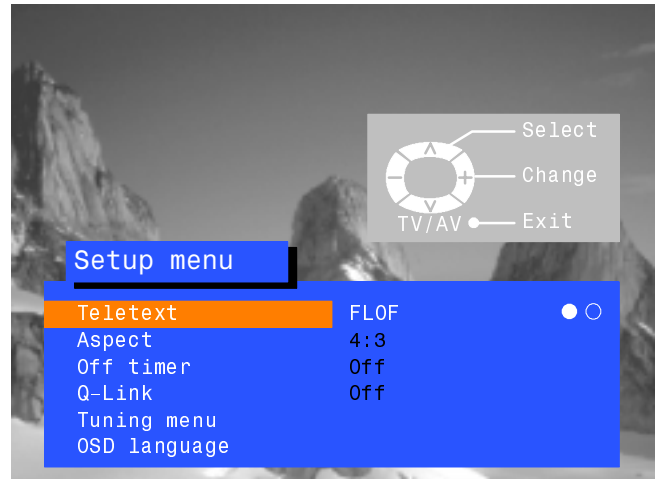 Select
Change
TV/AV Exit
Setup menu
Teletext FLOF
Aspect 4:3
Off timer Off
Q-Link Off
Tuning menu
OSD language